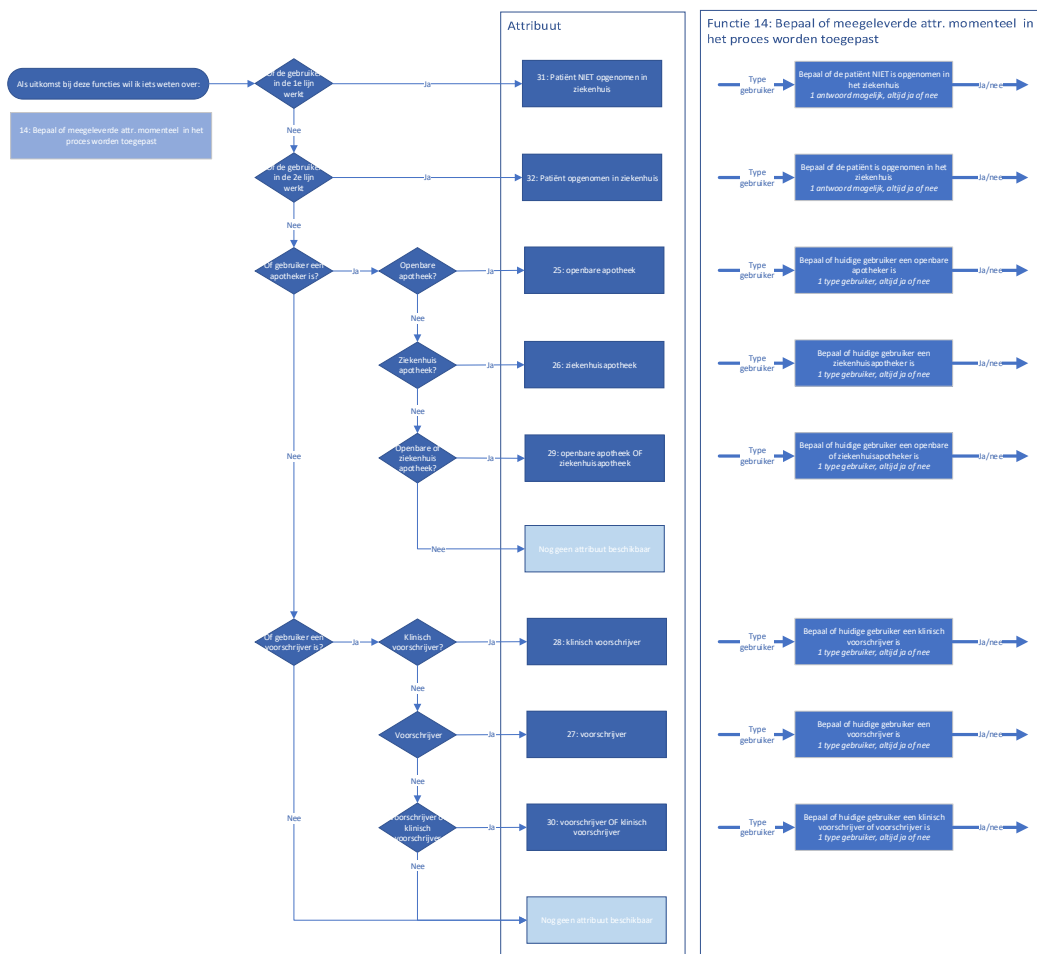 Attribuut
Functie 14: Bepaal of meegeleverde attr. momenteel in
het proces worden toegepast
Als uitkomst bij deze functies wil ik iets weten over:
Of de gebruiker
in de 1e lijn
werkt
Ja
31: Patiënt NIET opgenomen in
ziekenhuis
Type
gebruiker
Bepaal of de patiënt NIET is opgenomen in
het ziekenhuis
1 antwoord magelijk, altijd ja of nee
Ja/nee
14: Bepaal of meegeleverde attr. momenteel in het
proces worden toegepast
Nee
Of de gebruiker
in de 2e lijn
werkt
Ja
32: Patiënt opgenomen in ziekenhuis
Type
gebruiker
Bepaal of de patiënt is opgenomen in het
ziekenhuis
1 antwoord magelijk, altijd ja of nee
Ja/nee
Nee
Of gebruiker een
apotheker is?
Ja
Openbare
apotheek?
Ja
25: openbare apotheek
Type
gebruiker
Bepaal of huidige gebruiker een openbare
apotheker is
1 type gebruiker, altijd ja of nee
Ja/nee
Nee
Ziekenhuis
apotheek?
Ja
26: ziekenhuisapotheek
Type
gebruiker
Bepaal of huidige gebruiker een
ziekenhuisapotheker is
1 type gebruiker, altijd ja of nee
Ja/nee
Nee
Nee
Openbare of
ziekenhuis
apotheek?
Ja
29: openbare apotheek OF
ziekenhuisapotheek
Type
gebruiker
Bepaal of huidige gebruiker een openbare
of ziekenhuisapotheker is
1 type gebruiker, altijd ja of nee
Ja/nee
Nee
Nog geen attribuut beschikbaar
Of gebruiker een
voorschrijver is?
Ja
Klinisch
voorschrijver?
Ja
28: klinisch voorschrijver
Type
gebruiker
Bepaal of huidige gebruiker een klinisch
voorschrijver is
1 type gebruiker, altijd ja of nee
Ja/nee
Nee
Voorschrijver
Ja
27: voorschrijver
Type
gebruiker
Bepaal of huidige gebruiker een
voorschrijver is
1 type gebruiker, altijd ja of nee
Ja/nee
Nee
Nee
Voorschrijver of
klinisch
voorschrijver
Ja
30: voorschrijver OF klinisch
voorschrijver
Type
gebruiker
Bepaal of huidige gebruiker een klinisch
voorschrijver of voorschrijver is
1 type gebruiker, altijd ja of nee
Ja/nee
Nee
Nog geen attribuut beschikbaar